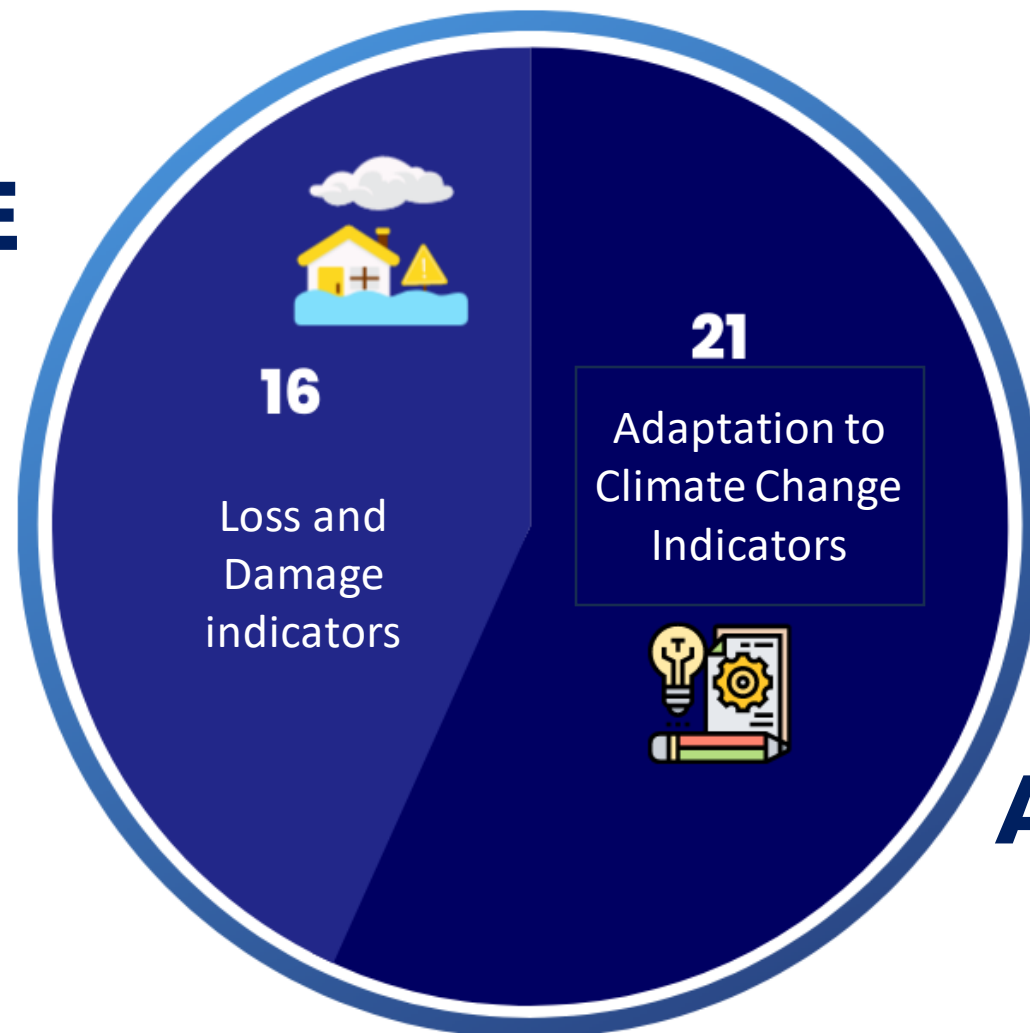 E
16
Loss and
Damage
indicators
21
Adaptation to
Climate Change
Indicators
A